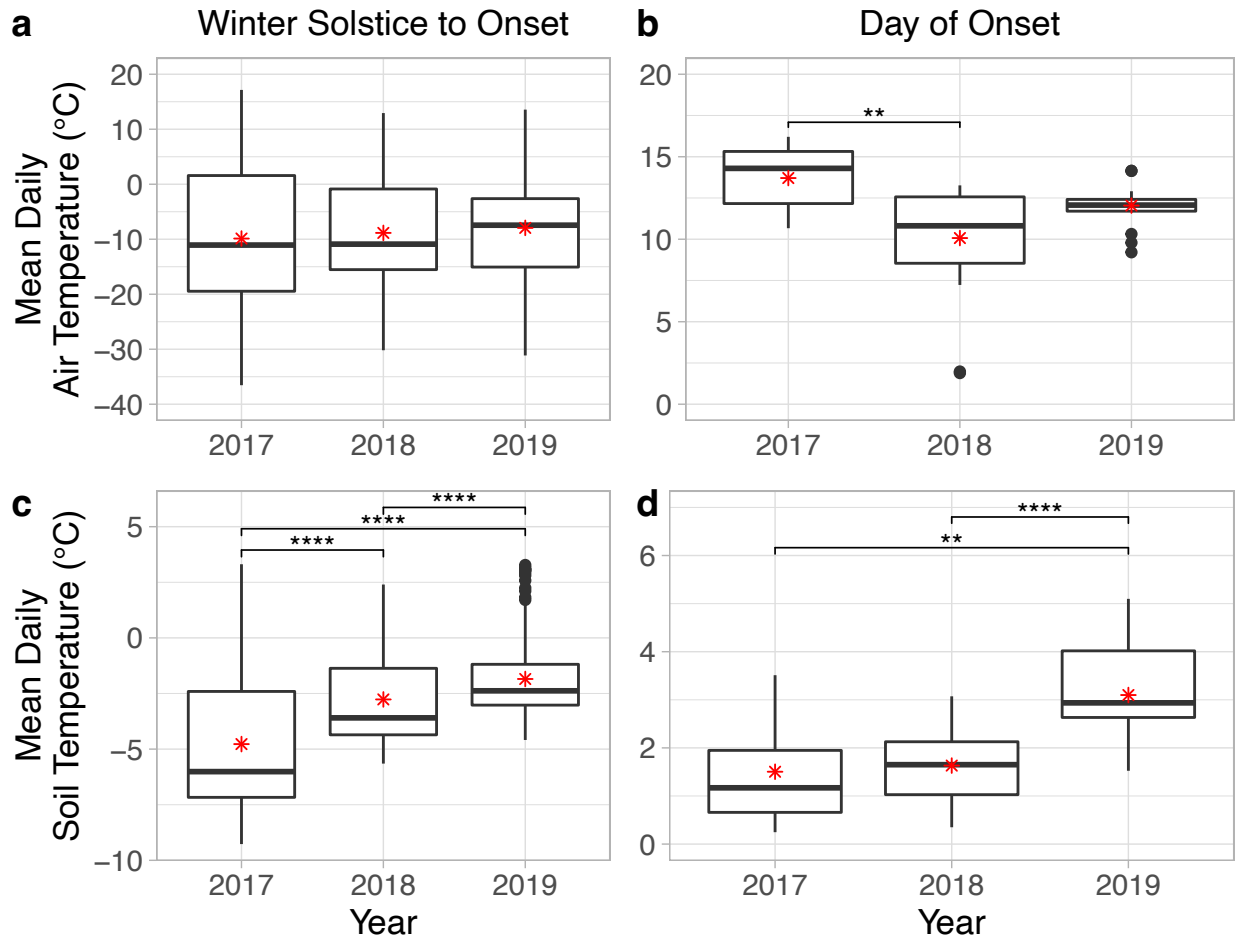 a Winter Solstice to Onset
b Day of Onset
Mean Daily
Air Temperature (°C)
20
10
0
−10
−20
−30
−40
2017 2018 2019
20
15
10
5
0
**
2017 2018 2019
c
Mean Daily
Soil Temperature (°C)
5
0
−5
−10
****
****
****
2017 2018 2019
Year
d
6
4
2
0
****
**
2017 2018 2019
Year